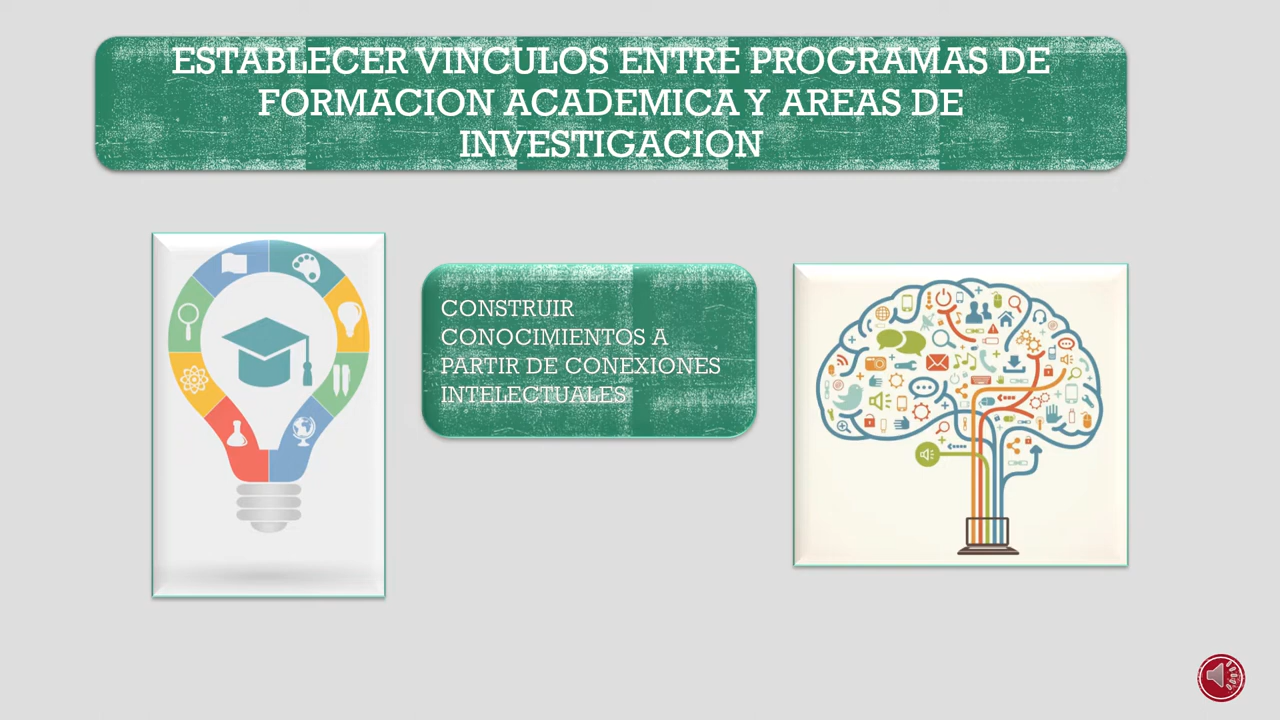 ESTABLECER VINCULOS ENTRE PROGRAMAS DE
FORMACION ACADEMICA Y AREAS DE
INVESTIGACION
CONSTRUIR
CONOCIMIENTOS A
PARTIR DE CONEXIONES
INTELECTUALES